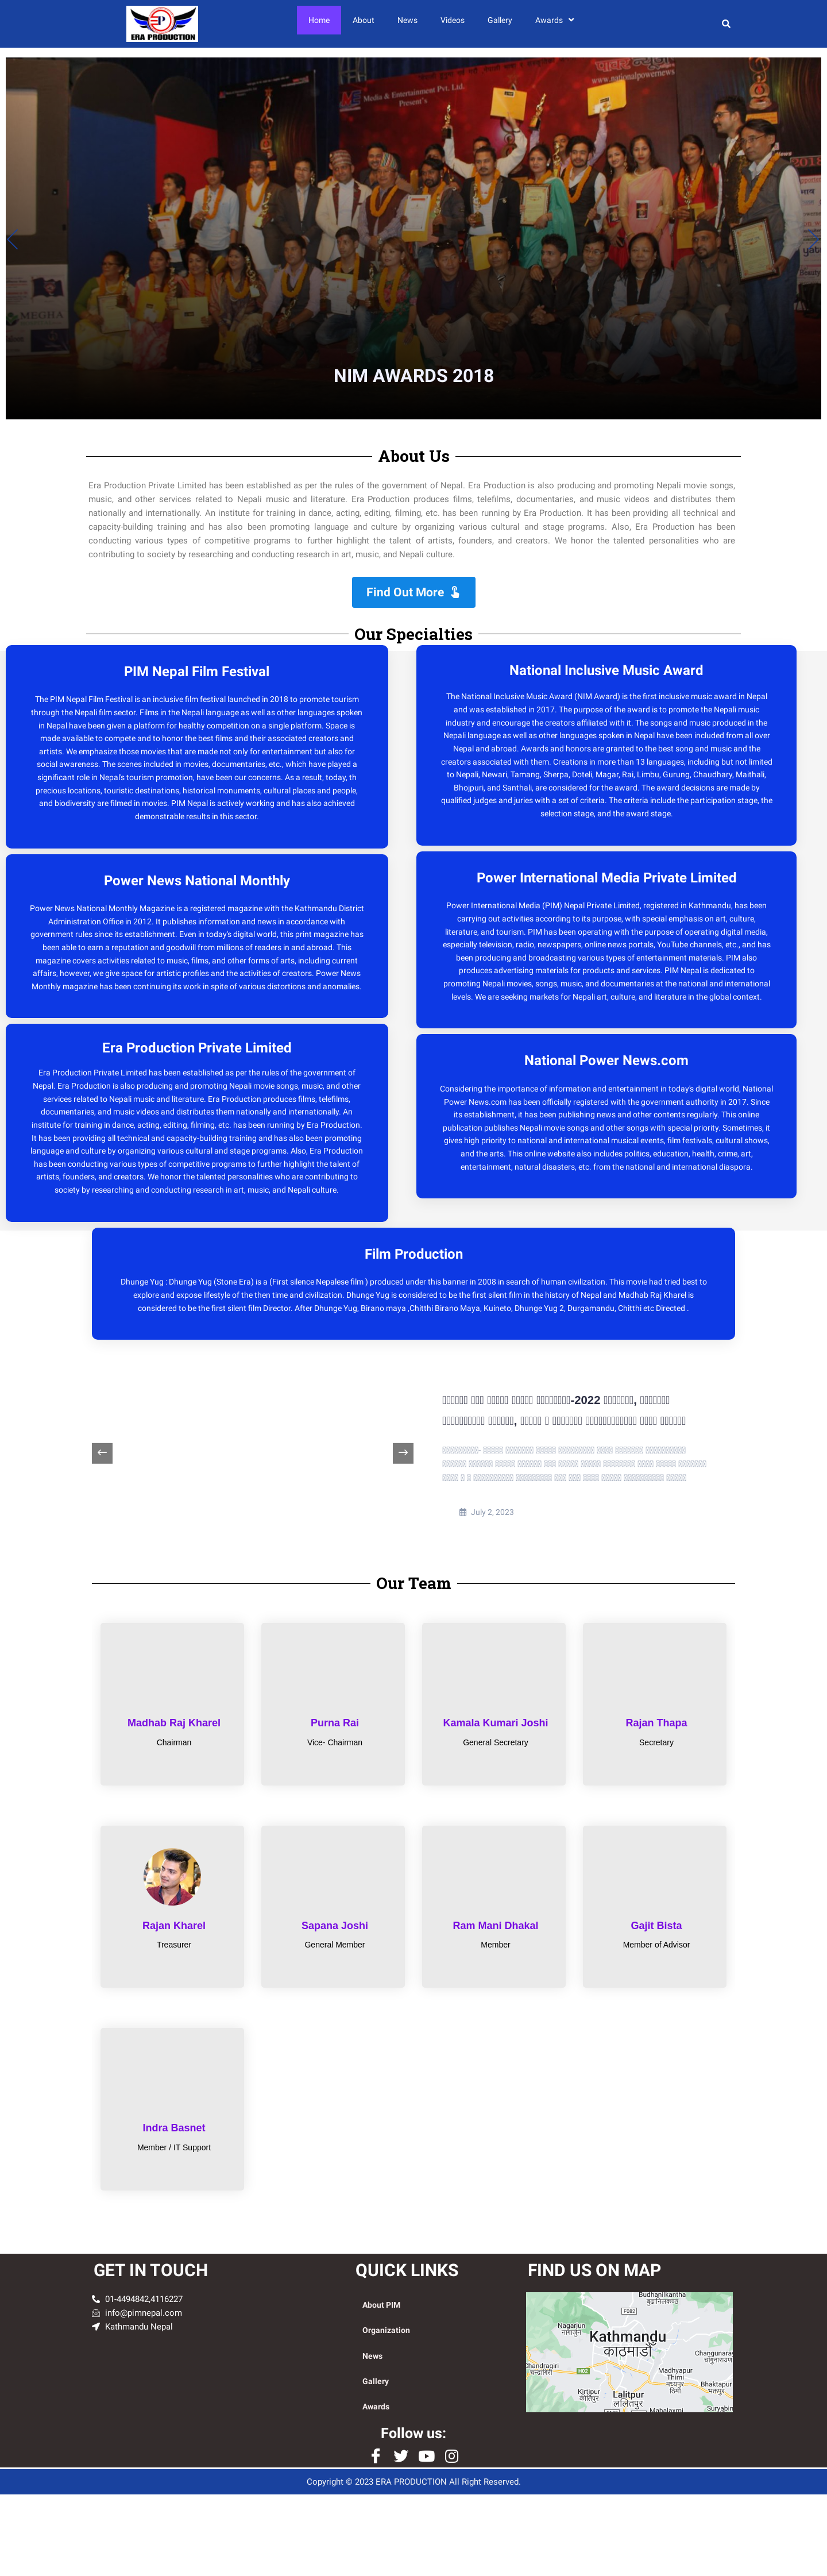 ERA PRODUCTION
Home About News Videos Gallery Awards
Media & Entertainment Pvt. Ltd.
Present's
www.nationalpowernews
2018
MEGHA
NIM AWARDS 2018
About Us
Era Production Private Limited has been established as per the rules of the government of Nepal. Era Production is also producing and promoting Nepali movie songs,
music, and other services related to Nepali music and literature. Era Production produces films, telefilms, documentaries, and music videos and distributes them
nationally and internationally. An institute for training in dance, acting, editing, filming, etc. has been running by Era Production. It has been providing all technical and
capacity-building training and has also been promoting language and culture by organizing various cultural and stage programs. Also, Era Production has been
conducting various types of competitive programs to further highlight the talent of artists, founders, and creators. We honor the talented personalities who are
contributing to society by researching and conducting research in art, music, and Nepali culture.
Find Out More
Our Specialties
PIM Nepal Film Festival
The PIM Nepal Film Festival is an inclusive film festival launched in 2018 to promote tourism
through the Nepali film sector. Films in the Nepali language as well as other languages spoken
in Nepal have been given a platform for healthy competition on a single platform. Space is
made available to compete and to honor the best films and their associated creators and
artists. We emphasize those movies that are made not only for entertainment but also for
social awareness. The scenes included in movies, documentaries, etc., which have played a
significant role in Nepal's tourism promotion, have been our concerns. As a result, today, th
precious locations, touristic destinations, historical monuments, cultural places and people,
and biodiversity are filmed in movies. PIM Nepal is actively working and has also achieved
demonstrable results in this sector.
National Inclusive Music Award
The National Inclusive Music Award (NIM Award) is the first inclusive music award in Nepal
and was established in 2017. The purpose of the award is to promote the Nepali music
industry and encourage the creators affiliated with it. The songs and music produced in the
Nepali language as well as other languages spoken in Nepal have been included from all over
Nepal and abroad. Awards and honors are granted to the best song and music and the
creators associated with them. Creations in more than 13 languages, including but not limited
to Nepali, Newari, Tamang, Sherpa, Doteli, Magar, Rai, Limbu, Gurung, Chaudhary, Maithali,
Bhojpuri, and Santhali, are considered for the award. The award decisions are made by
qualified judges and juries with a set of criteria. The criteria include the participation stage, the
selection stage, and the award stage.
Power News National Monthly
Power News National Monthly Magazine is a registered magazine with the Kathmandu District
Administration Office in 2012. It publishes information and news in accordance with
government rules since its establishment. Even in today's digital world, this print magazine has
been able to earn a reputation and goodwill from millions of readers in and abroad. This
magazine covers activities related to music, films, and other forms of arts, including current
affairs, however, we give space for artistic profiles and the activities of creators. Power News
Monthly magazine has been continuing its work in spite of various distortions and anomalies.
Power International Media Private Limited
Power International Media (PIM) Nepal Private Limited, registered in Kathmandu, has been
carrying out activities according to its purpose, with special emphasis on art, culture,
literature, and tourism. PIM has been operating with the purpose of operating digital media,
especially television, radio, newspapers, online news portals, YouTube channels, etc., and has
been producing and broadcasting various types of entertainment materials. PIM also
produces advertising materials for products and services. PIM Nepal is dedicated to
promoting Nepali movies, songs, music, and documentaries at the national and international
levels. We are seeking markets for Nepali art, culture, and literature in the global context.
Era Production Private Limited
Era Production Private Limited has been established as per the rules of the government of
Nepal. Era Production is also producing and promoting Nepali movie songs, music, and other
services related to Nepali music and literature. Era Production produces films, telefilms,
documentaries, and music videos and distributes them nationally and internationally. An
institute for training in dance, acting, editing, filming, etc. has been running by Era Production.
It has been providing all technical and capacity-building training and has also been promoting
language and culture by organizing various cultural and stage programs. Also, Era Production
has been conducting various types of competitive programs to further highlight the talent of
artists, founders, and creators. We honor the talented personalities who are contributing to
society by researching and conducting research in art, music, and Nepali culture.
National Power News.com
Considering the importance of information and entertainment in today's digital world, National
Power News.com has been officially registered with the government authority in 2017. Since
its establishment, it has been publishing news and other contents regularly. This online
publication publishes Nepali movie songs and other songs with special priority. Sometimes, it
gives high priority to national and international musical events, film festivals, cultural shows,
and the arts. This online website also includes politics, education, health, crime, art,
entertainment, natural disasters, etc. from the national and international diaspora.
Film Production
Dhunge Yug : Dhunge Yug (Stone Era) is a (First silence Nepalese film ) produced under this banner in 2008 in search of human civilization. This movie had tried best to
explore and expose lifestyle of the then time and civilization. Dhunge Yug is considered to be the first silent film in the history of Nepal and Madhab Raj Kharel is
considered to be the first silent film Director. After Dhunge Yug, Birano maya ,Chitthi Birano Maya, Kuineto, Dhunge Yug 2, Durgamandu, Chitthi etc Directed .
-2022
July 2, 2023
Our Team
Madhab Raj Kharel
Chairman
Purna Rai
Vice- Chairman
Kamala Kumari Joshi
General Secretary
Rajan Thapa
Secretary
Rajan Kharel
Treasurer
Sapana Joshi
General Member
Ram Mani Dhakal
Member
Gajit Bista
Member of Advisor
Indra Basnet
Member / IT Support
GET IN TOUCH
01-4494842,4116227
info@pimnepal.com
Kathmandu Nepal
QUICK LINKS
About PIM
Organization
News
Gallery
Awards
FIND US ON MAP
Budhanilkantha
बुढानिलकण्ठ
F082
Nagarjun
नागार्जुन
Kathmandu
काठमाडौँ
Changunaray
चाँगुनारायण
Chandragiri
चन्द्रागिरी
H02
Madhyapur
Thimi
मध्यपुर
थिमी
Bhaktapur
भक्तपुर
Kirtipur
कीर्तिपुर
Lalitpur
ललितपुर
Suryabin
Mahalaxmi
Follow us:
Copyright © 2023 ERA PRODUCTION All Right Reserved.